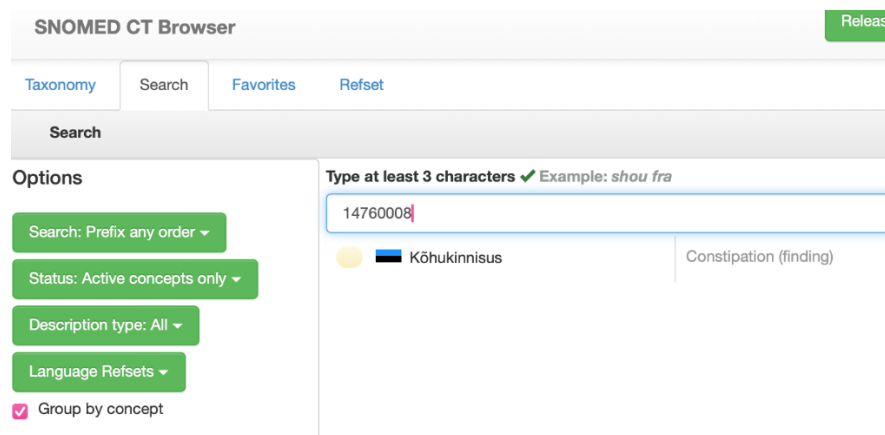 SNOMED CT Browser
Taxonomy Search Favorites Refset
Search
Options
Search: Prefix any order
Status: Active concepts only
Description type: All
Language Refsets
Group by concept
Type at least 3 characters Example: shou fra
14760008
Kõhukinnisus Constipation (finding)